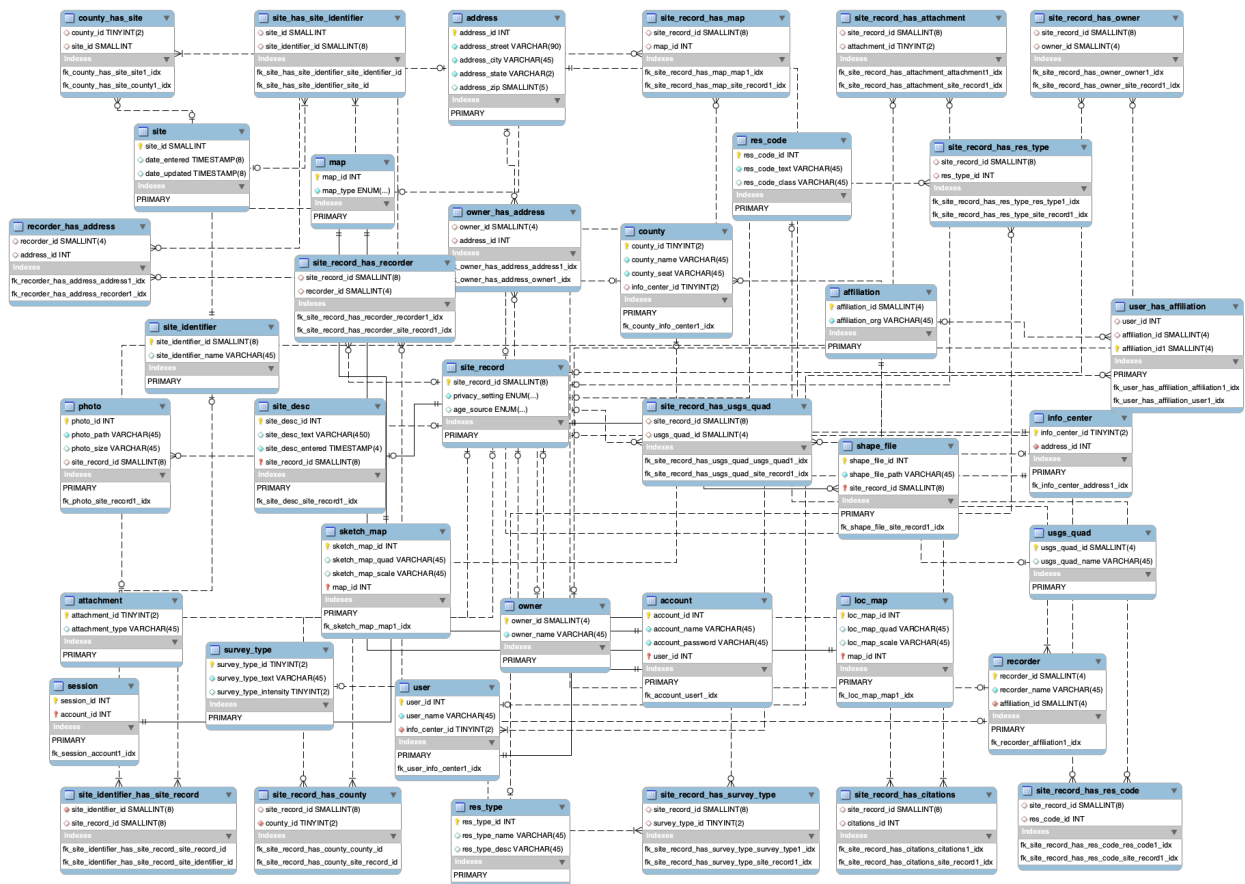 county_has_site
county_id TINYINT(2)
site_id SMALLINT
Indexes
fk_county_has_site_site1_idx
fk_county_has_site_county1_idx
site_has_site_identifier
site_id SMALLINT
site_identifier_id SMALLINT(8)
Indexes
fk_site_has_site_identifier_site_identifier_id
fk_site_has_site_identifier_site_id
address
address_id INT
address_street VARCHAR(90)
address_city VARCHAR(45)
address_state VARCHAR(2)
address_zip SMALLINT(5)
Indexes
PRIMARY
site_record_has_map
site_record_id SMALLINT(8)
map_id INT
Indexes
fk_site_record_has_map_map1_idx
fk_site_record_has_map_site_record1_idx
site_record_has_attachment
site_record_id SMALLINT(8)
attachment_id TINYINT(2)
Indexes
fk_site_record_has_attachment_attachment1_idx
fk_site_record_has_attachment_site_record1_idx
site_record_has_owner
site_record_id SMALLINT(8)
owner_id SMALLINT(4)
Indexes
fk_site_record_has_owner_owner1_idx
fk_site_record_has_owner_site_record1_idx
site
site_id SMALLINT
date_entered TIMESTAMP(8)
date_updated TIMESTAMP(8)
Indexes
PRIMARY
map
map_id INT
map_type ENUM(...)
Indexes
PRIMARY
res_code
res_code_id INT
res_code_text VARCHAR(45)
res_code_class VARCHAR(45)
Indexes
PRIMARY
site_record_has_res_type
site_record_id SMALLINT(8)
res_type_id INT
Indexes
fk_site_record_has_res_type_res_type1_idx
fk_site_record_has_res_type_site_record1_idx
recorder_has_address
recorder_id SMALLINT(4)
address_id INT
Indexes
fk_recorder_has_address_address1_idx
fk_recorder_has_address_recorder1_idx
site_record_has_recorder
site_record_id SMALLINT(8)
recorder_id SMALLINT(4)
Indexes
fk_site_record_has_recorder_recorder1_idx
fk_site_record_has_recorder_site_record1_idx
owner_has_address
owner_id SMALLINT(4)
address_id INT
Indexes
_owner_has_address_address1_idx
_owner_has_address_owner1_idx
county
county_id TINYINT(2)
county_name VARCHAR(45)
county_seat VARCHAR(45)
info_center_id TINYINT(2)
Indexes
PRIMARY
fk_county_info_center1_idx
affiliation
affiliation_id SMALLINT(4)
affiliation_org VARCHAR(45)
Indexes
PRIMARY
user_has_affiliation
user_id INT
affiliation_id SMALLINT(4)
affiliation_id1 SMALLINT(4)
Indexes
PRIMARY
fk_user_has_affiliation_affiliation1_idx
fk_user_has_affiliation_user1_idx
site_identifier
site_identifier_id SMALLINT(8)
site_identifier_name VARCHAR(45)
Indexes
PRIMARY
site_record
site_record_id SMALLINT(8)
privacy_setting ENUM(...)
age_source ENUM(...)
Indexes
PRIMARY
photo
photo_id INT
photo_path VARCHAR(45)
photo_size VARCHAR(45)
site_record_id SMALLINT(8)
Indexes
PRIMARY
fk_photo_site_record1_idx
site_desc
site_desc_id INT
site_desc_text VARCHAR(450)
site_desc_entered TIMESTAMP(4)
site_record_id SMALLINT(8)
Indexes
PRIMARY
fk_site_desc_site_record1_idx
site_record_has_usgs_quad
site_record_id SMALLINT(8)
usgs_quad_id SMALLINT(4)
Indexes
fk_site_record_has_usgs_quad_usgs_quad1_idx
fk_site_record_has_usgs_quad_site_record1_idx
shape_file
shape_file_id INT
shape_file_path VARCHAR(45)
site_record_id SMALLINT(8)
Indexes
PRIMARY
fk_shape_file_site_record1_idx
info_center
info_center_id TINYINT(2)
address_id INT
Indexes
PRIMARY
fk_info_center_address1_idx
sketch_map
sketch_map_id INT
sketch_map_quad VARCHAR(45)
sketch_map_scale VARCHAR(45)
map_id INT
Indexes
PRIMARY
fk_sketch_map_map1_idx
usgs_quad
usgs_quad_id SMALLINT(4)
usgs_quad_name VARCHAR(45)
Indexes
PRIMARY
attachment
attachment_id TINYINT(2)
attachment_type VARCHAR(45)
Indexes
PRIMARY
owner
owner_id SMALLINT(4)
owner_name VARCHAR(45)
Indexes
PRIMARY
account
account_id INT
account_name VARCHAR(45)
account_password VARCHAR(45)
user_id INT
Indexes
PRIMARY
fk_account_user1_idx
loc_map
loc_map_id INT
loc_map_quad VARCHAR(45)
loc_map_scale VARCHAR(45)
map_id INT
Indexes
PRIMARY
fk_loc_map_map1_idx
survey_type
survey_type_id TINYINT(2)
survey_type_text VARCHAR(45)
survey_type_intensity TINYINT(2)
Indexes
PRIMARY
session
session_id INT
account_id INT
Indexes
PRIMARY
fk_session_account1_idx
user
user_id INT
user_name VARCHAR(45)
info_center_id TINYINT(2)
Indexes
PRIMARY
fk_user_info_center1_idx
recorder
recorder_id SMALLINT(4)
recorder_name VARCHAR(45)
affiliation_id SMALLINT(4)
Indexes
PRIMARY
fk_recorder_affiliation1_idx
site_identifier_has_site_record
site_identifier_id SMALLINT(8)
site_record_id SMALLINT(8)
Indexes
fk_site_identifier_has_site_record_site_record_id
fk_site_identifier_has_site_record_site_identifier_id
site_record_has_county
site_record_id SMALLINT(8)
county_id TINYINT(2)
Indexes
fk_site_record_has_county_county_id
fk_site_record_has_county_site_record_id
res_type
res_type_id INT
res_type_name VARCHAR(45)
res_type_desc VARCHAR(45)
Indexes
PRIMARY
site_record_has_survey_type
site_record_id SMALLINT(8)
survey_type_id TINYINT(2)
Indexes
fk_site_record_has_survey_type_survey_type1_idx
fk_site_record_has_survey_type_site_record1_idx
site_record_has_citations
site_record_id SMALLINT(8)
citations_id INT
Indexes
fk_site_record_has_citations_citations1_idx
fk_site_record_has_citations_site_record1_idx
site_record_has_res_code
site_record_id SMALLINT(8)
res_code_id INT
Indexes
fk_site_record_has_res_code_res_code1_idx
fk_site_record_has_res_code_site_record1_idx